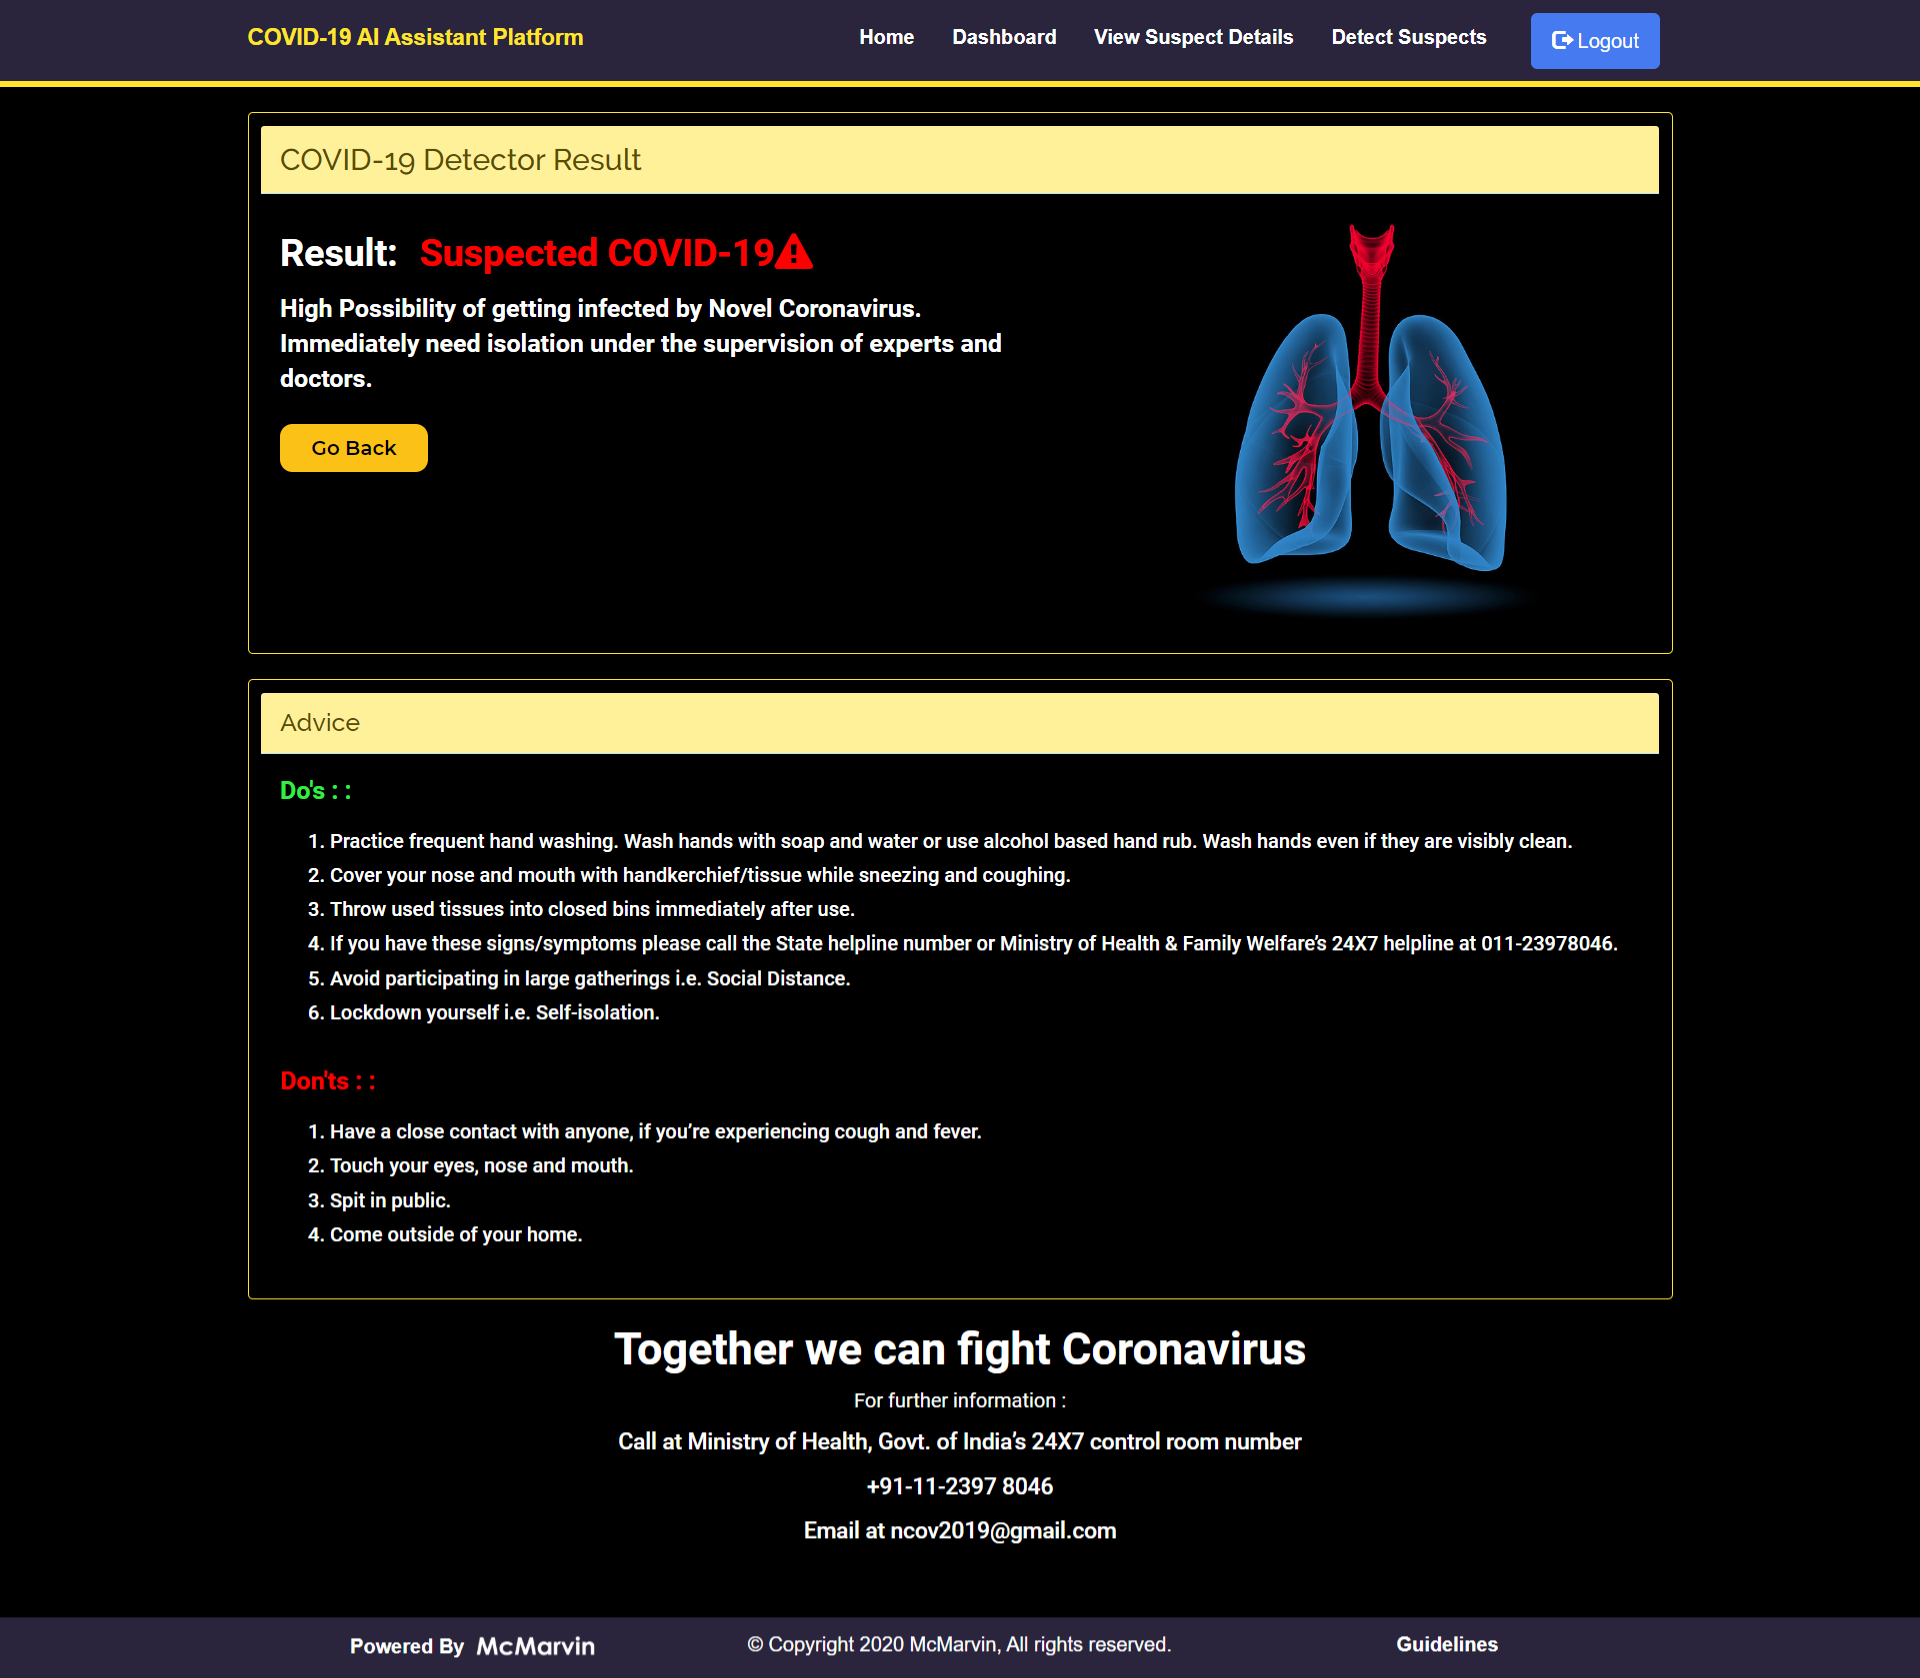 COVID-19 AI Assistant Platform
Home
Dashboard
View Suspect Details
Detect Suspects
Logout
COVID-19 Detector Result
Result: Suspected COVID-19
High Possibility of getting infected by Novel Coronavirus.
Immediately need isolation under the supervision of experts and
doctors.
Go Back
Advice
Do's : :
1. Practice frequent hand washing. Wash hands with soap and water or use alcohol based hand rub. Wash hands even if they are visibly clean.
2. Cover your nose and mouth with handkerchief/tissue while sneezing and coughing.
3. Throw used tissues into closed bins immediately after use.
4. If you have these signs/symptoms please call the State helpline number or Ministry of Health & Family Welfare’s 24X7 helpline at 011-23978046.
5. Avoid participating in large gatherings i.e. Social Distance.
6. Lockdown yourself i.e. Self-isolation.
Don'ts : :
1. Have a close contact with anyone, if you’re experiencing cough and fever.
2. Touch your eyes, nose and mouth.
3. Spit in public.
4. Come outside of your home.
Together we can fight Coronavirus
For further information :
Call at Ministry of Health, Govt. of India’s 24X7 control room number
+91-11-2397 8046
Email at ncov2019@gmail.com
Powered By McMarvin
© Copyright 2020 McMarvin, All rights reserved.
Guidelines